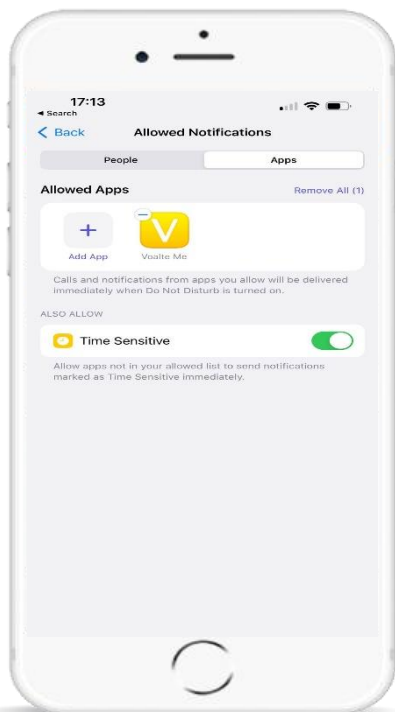 17:13
◀ Search
< Back Allowed Notifications
People Apps
Allowed Apps Remove All (1)
+ V
Add App Voalte Me
Calls and notifications from apps you allow will be delivered
immediately when Do Not Disturb is turned on.
ALSO ALLOW
Time Sensitive
Allow apps not in your allowed list to send notifications
marked as Time Sensitive immediately.